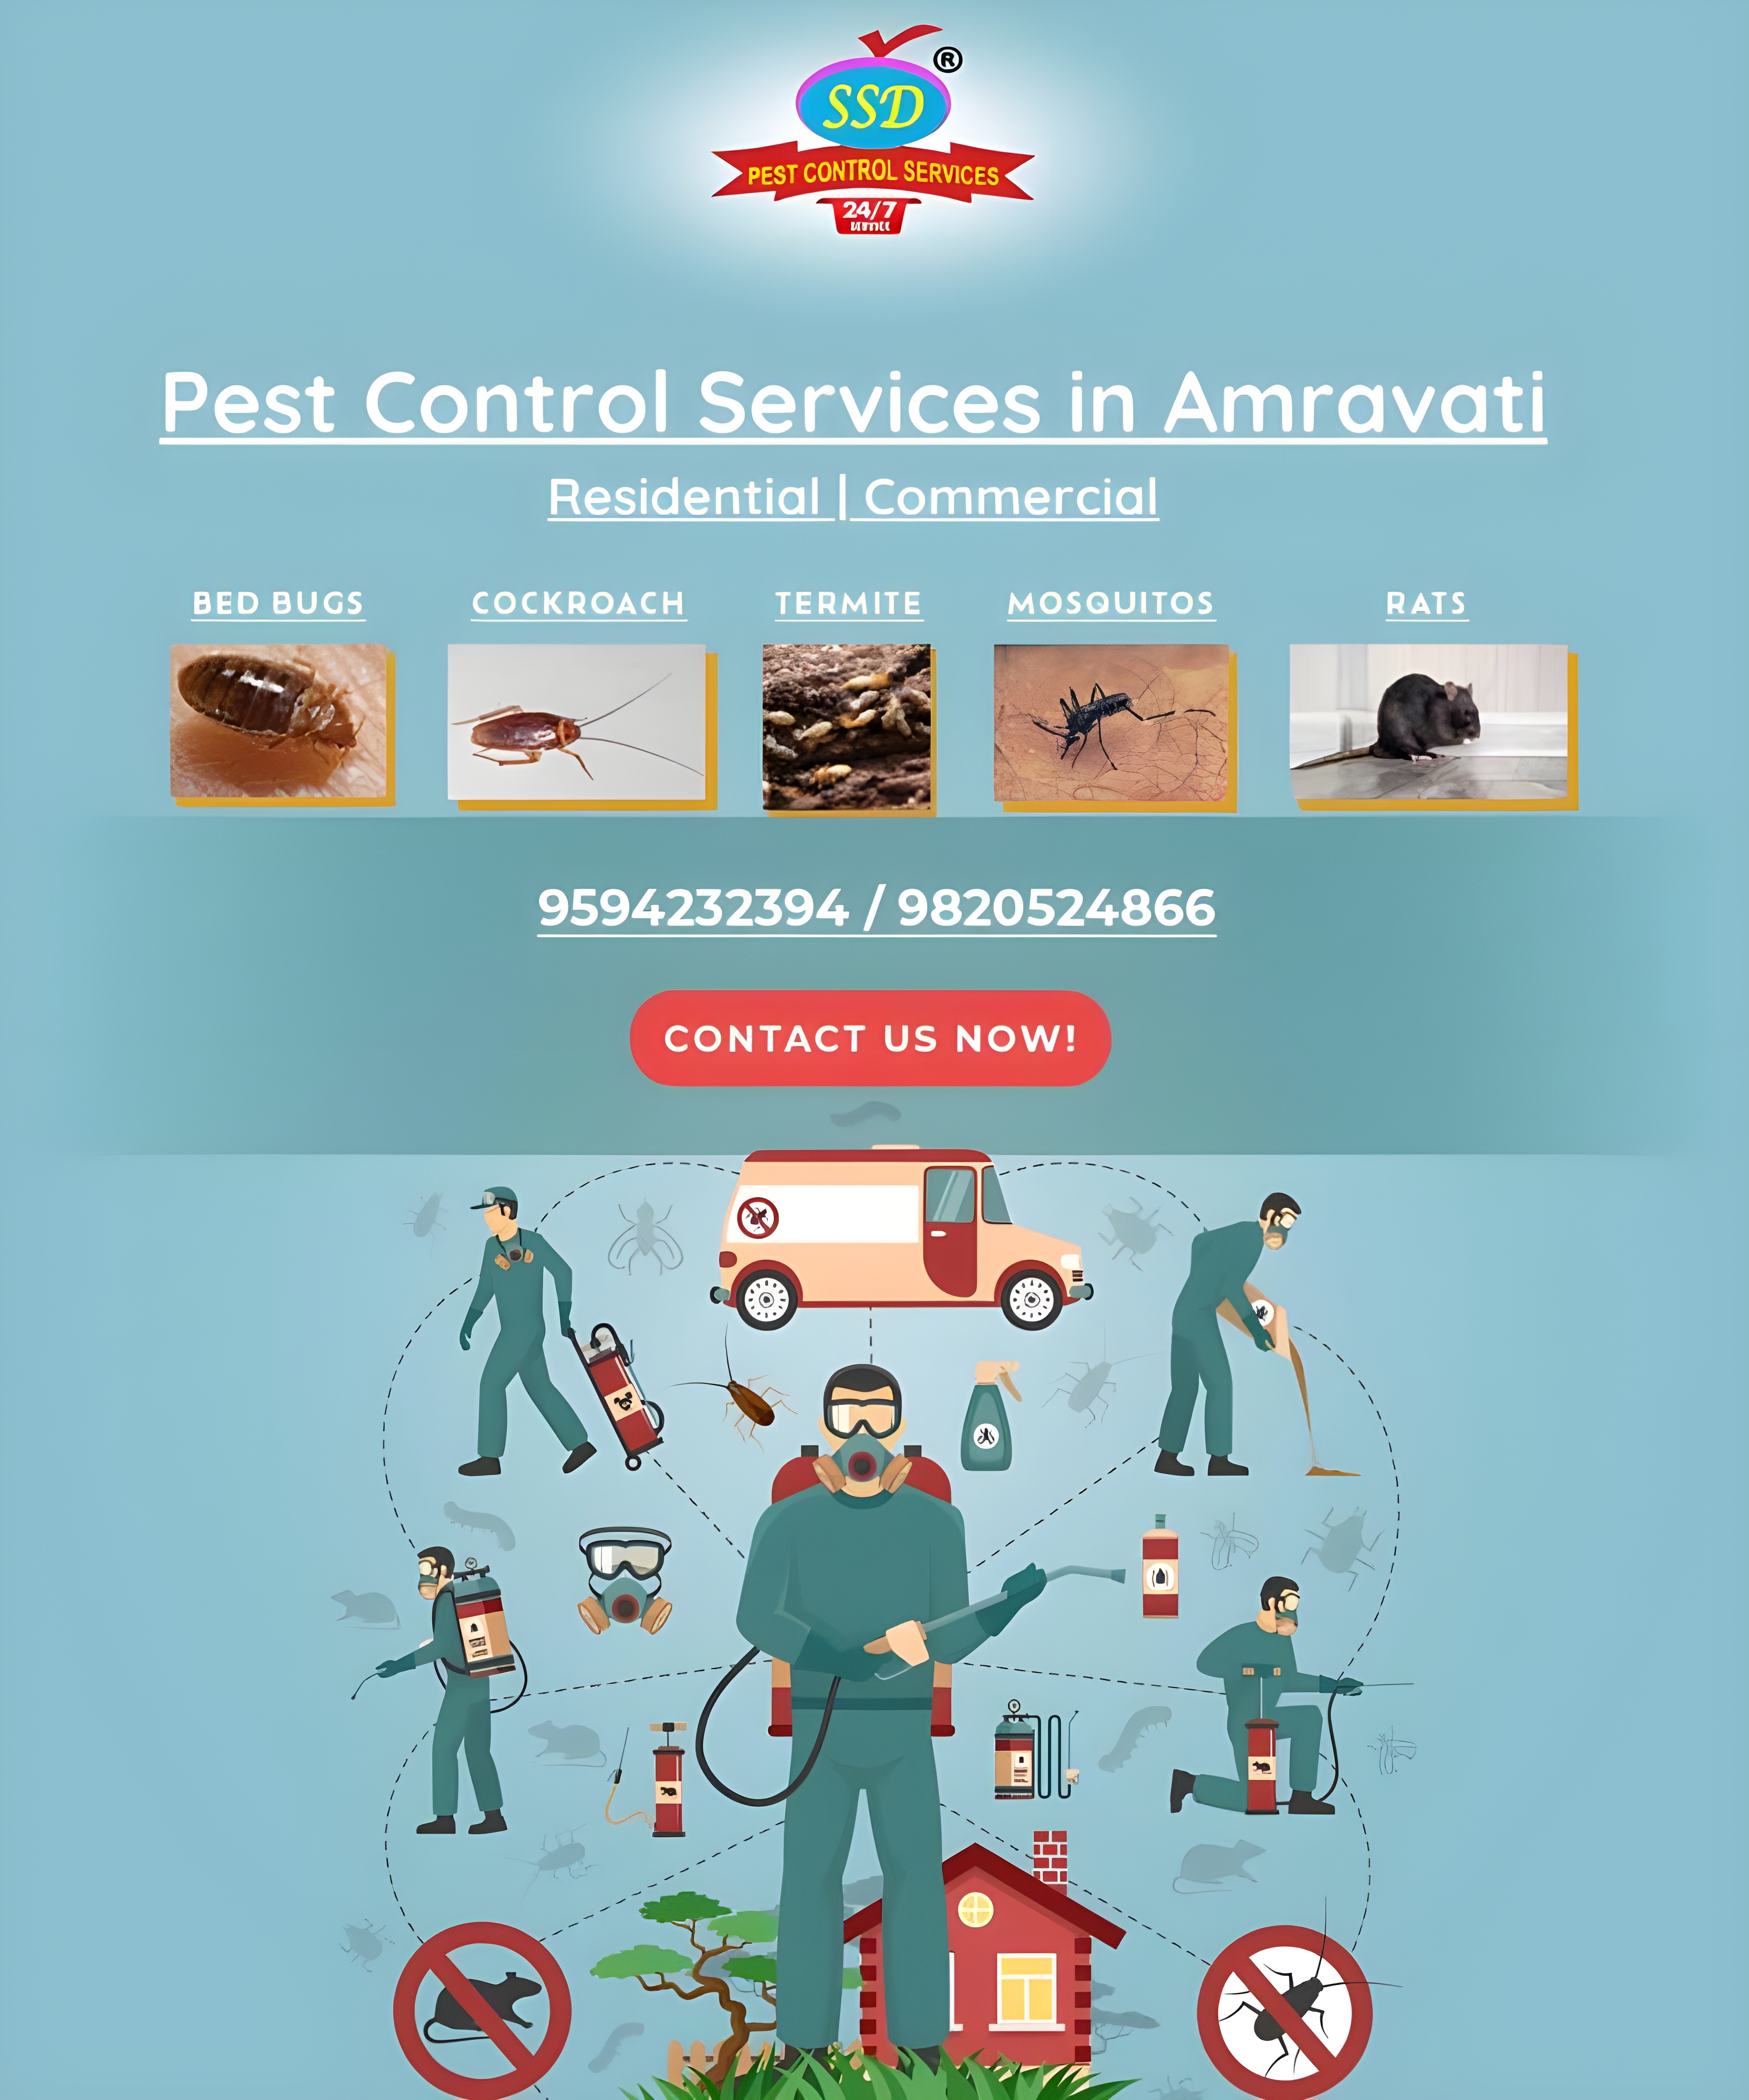 ®
SSD
PEST CONTROL SERVICES
24/7
Pest Control Services in Amravati
Residential | Commercial
BED BUGS
COCKROACH
TERMITE
MOSQUITOS
RATS
9594232394 / 9820524866
CONTACT US NOW!